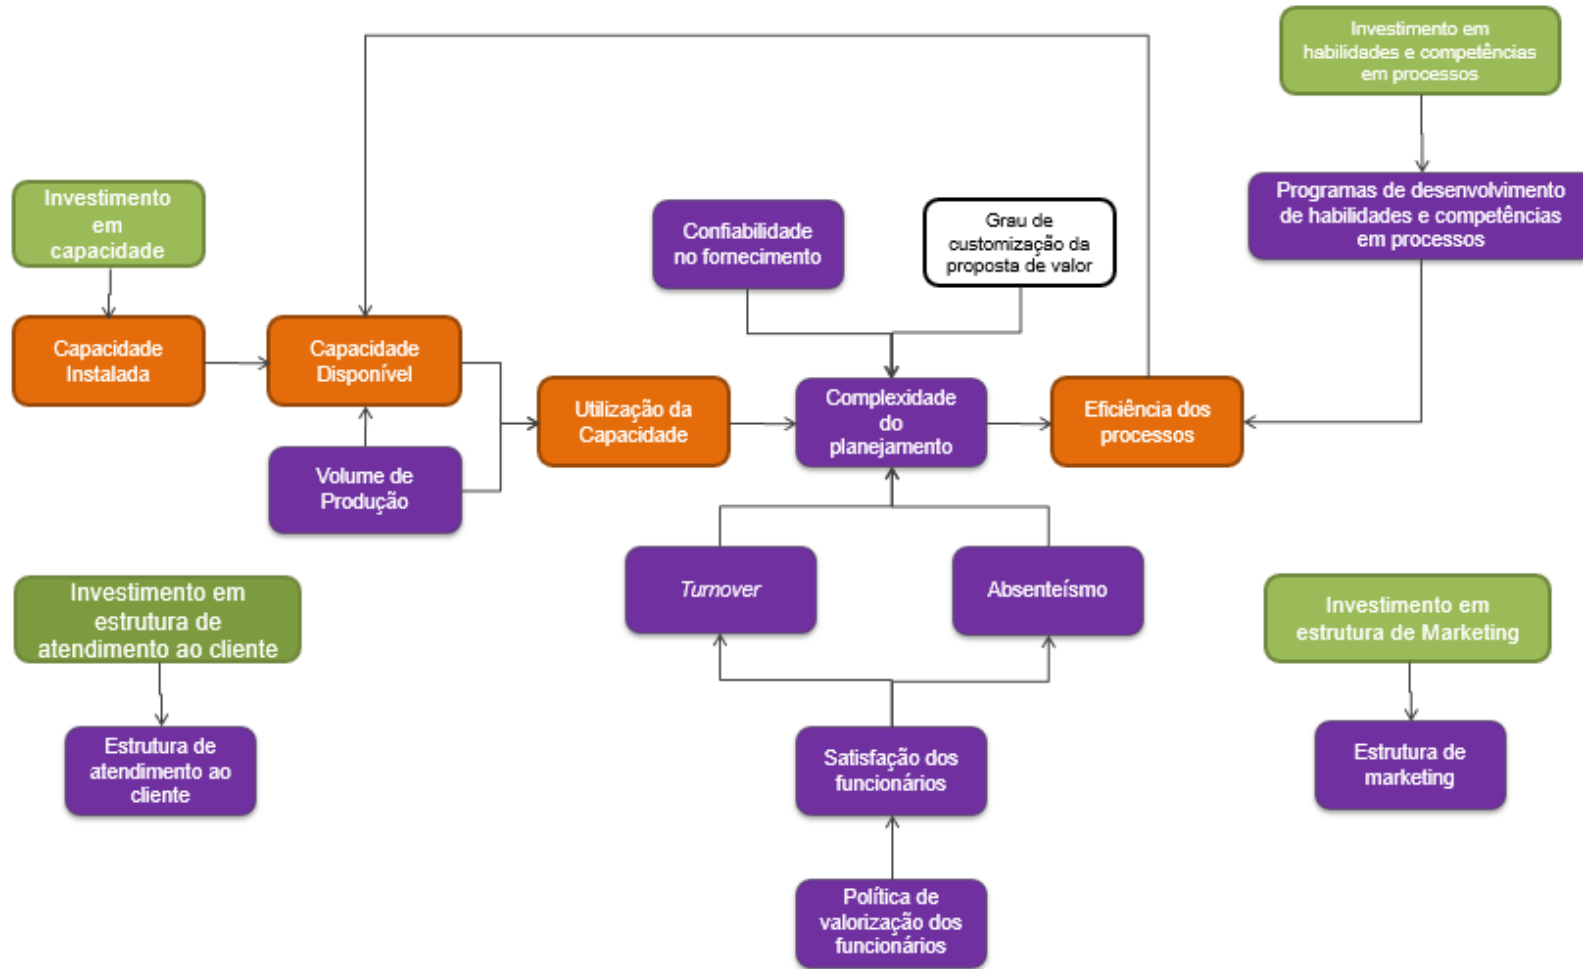 Investimento em
habilidades e competências
em processos
Programas de desenvolvimento
de habilidades e competências
em processos
Investimento
em
capacidade
Confiabilidade
no fornecimento
Grau de
customização da
proposta de valor
Capacidade
Instalada
Capacidade
Disponível
Utilização da
Capacidade
Complexidade
do
planejamento
Eficiência dos
processos
Volume de
Produção
Investimento em
estrutura de
atendimento ao cliente
Turnover
Absenteísmo
Investimento em
estrutura de Marketing
Estrutura de
atendimento ao
cliente
Satisfação dos
funcionários
Estrutura de
marketing
Política de
valorização dos
funcionários